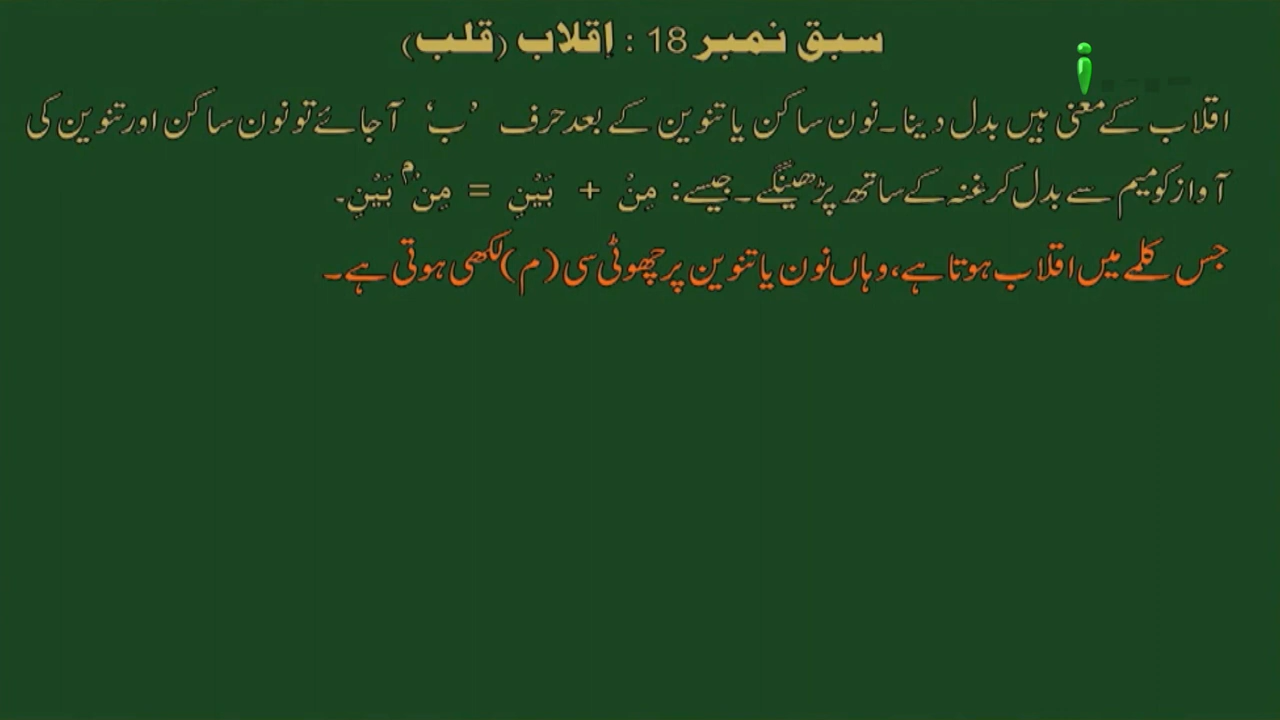 سبق نمبر 18 : اِقلاب (قلب)
اقلاب کے معنی ہیں بدل دینا۔ نون ساکن یا تنوین کے بعد حرف ’ب‘ آجائے تو نون ساکن اور تنوین کی
آواز کو میم سے بدل کر غنہ کے ساتھ پڑھینگے۔ جیسے: مِنْ + بَیْنِ = مِنْۢ بَیْنِ۔
جس کلمے میں اقلاب ہوتا ہے، وہاں نون یا تنوین پر چھوٹی سی (م) لکھی ہوتی ہے۔